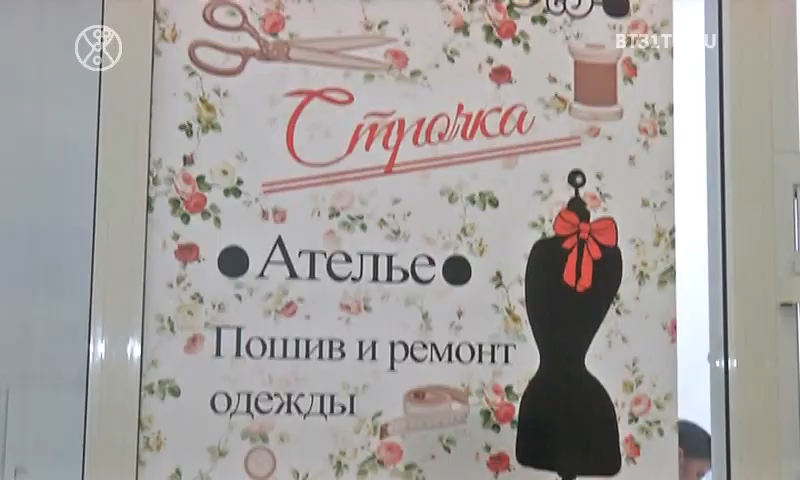 Строчка
•Ателье•
Пошив и ремонт
одежды